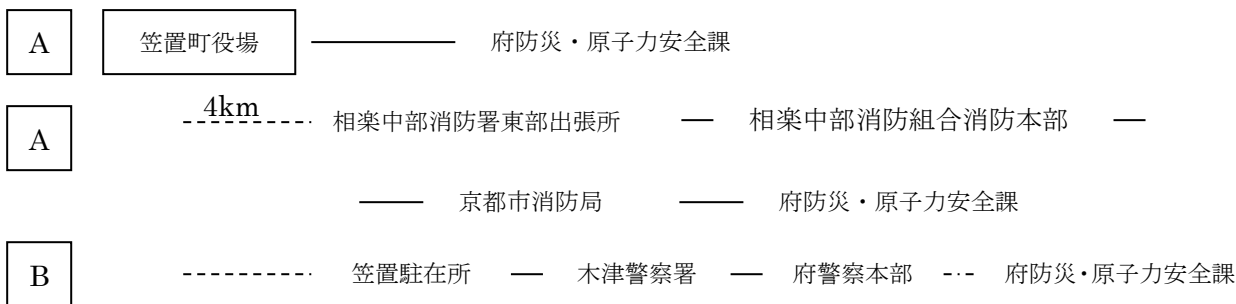 A 笠置町役場 府防災・原子力安全課
A 4km 相楽中部消防署東部出張所 相楽中部消防組合消防本部
京都市消防局 府防災・原子力安全課
B 笠置駐在所 木津警察署 府警察本部 府防災・原子力安全課